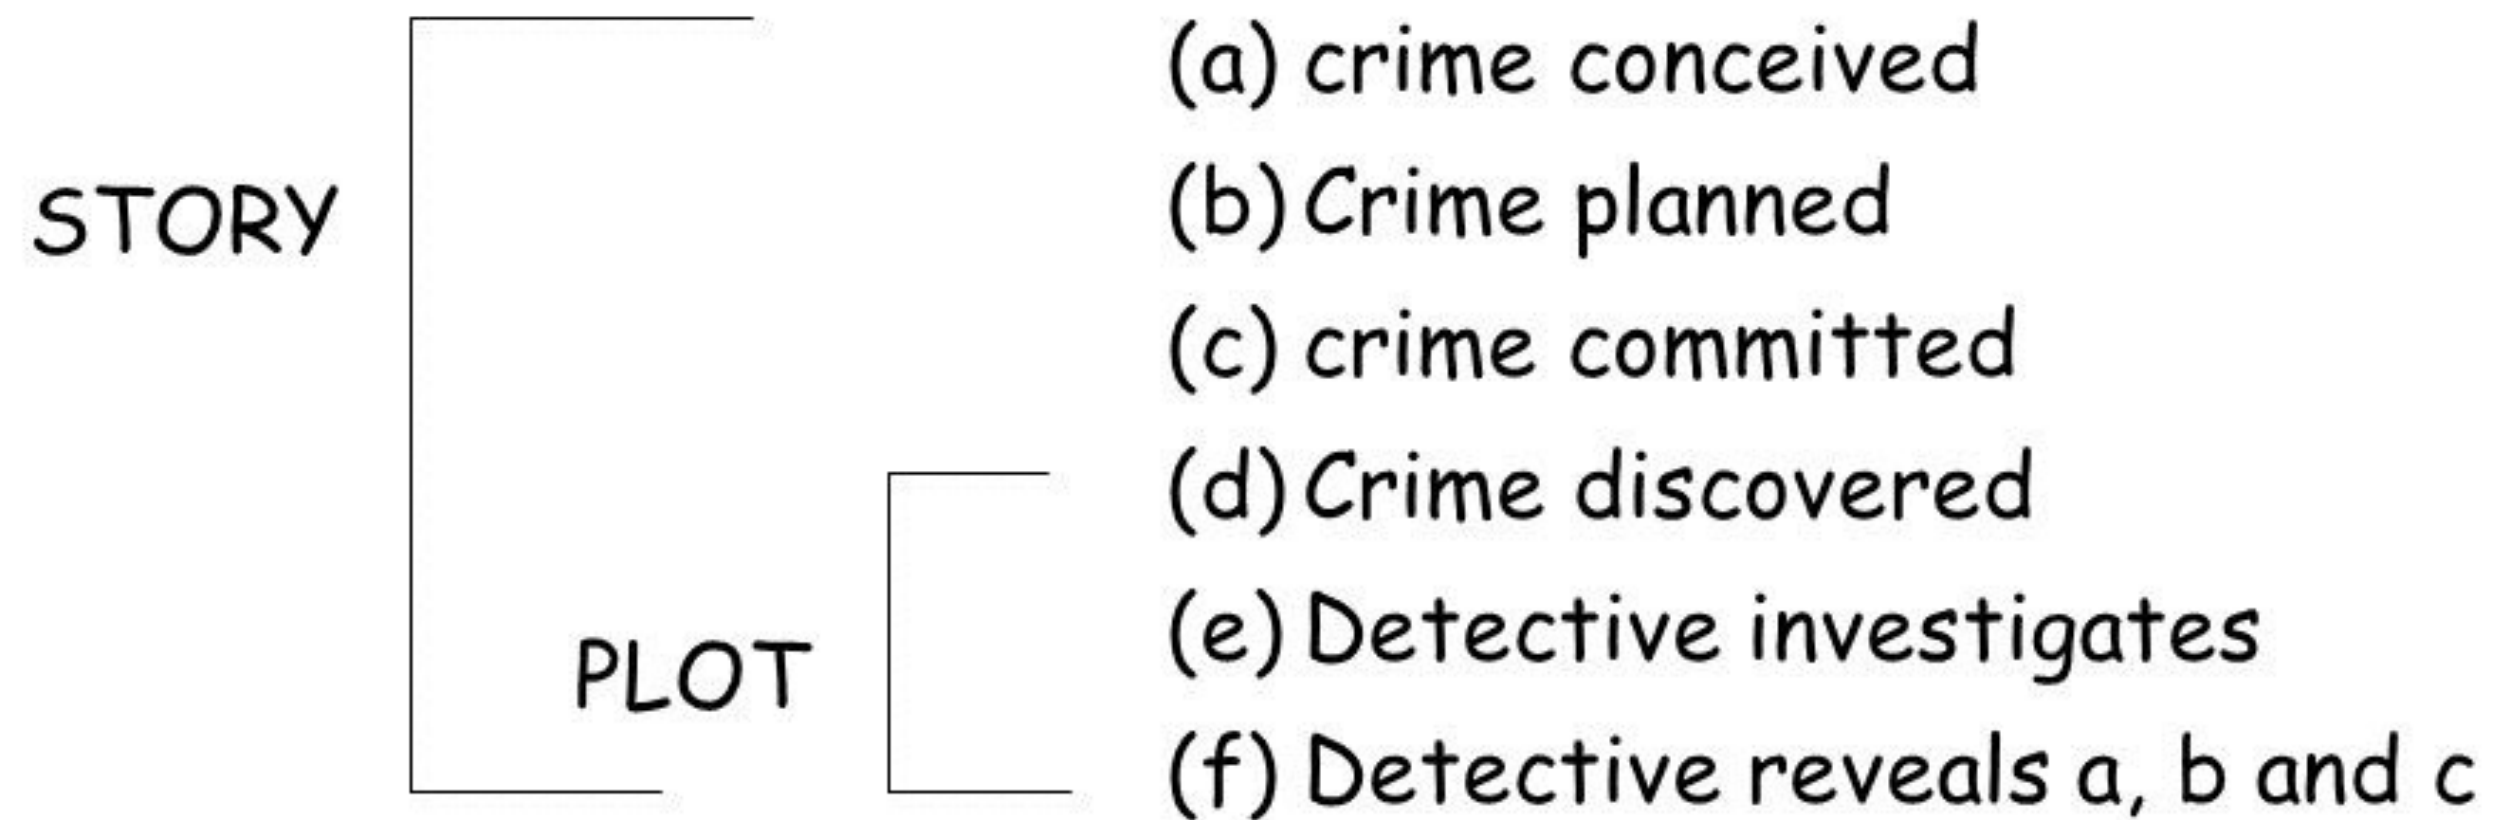 STORY
PLOT
(a) crime conceived
(b) Crime planned
(c) crime committed
(d) Crime discovered
(e) Detective investigates
(f) Detective reveals a, b and c